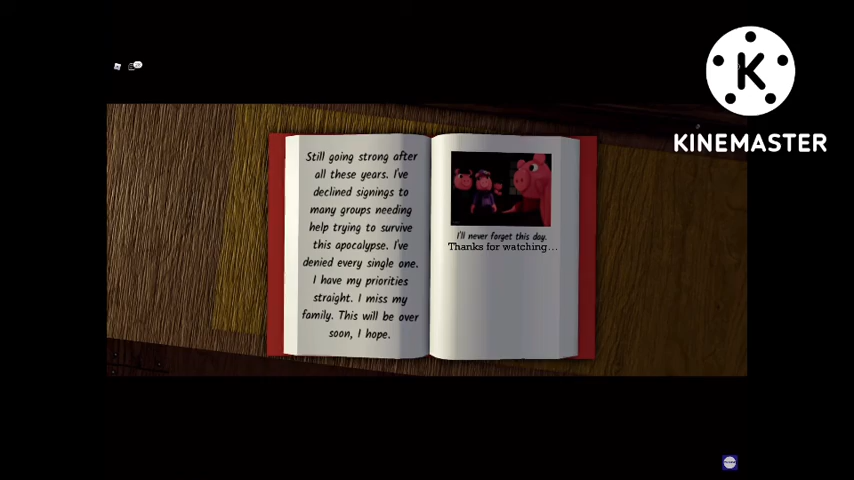 Still going strong after
all these years. I've
declined signings to
many groups needing
help trying to survive
this apocalypse. I've
denied every single one.
I have my priorities
straight. I miss my
family. This will be over
soon, I hope.
I'll never forget this day.
Thanks for watching...
K
KINEMASTER